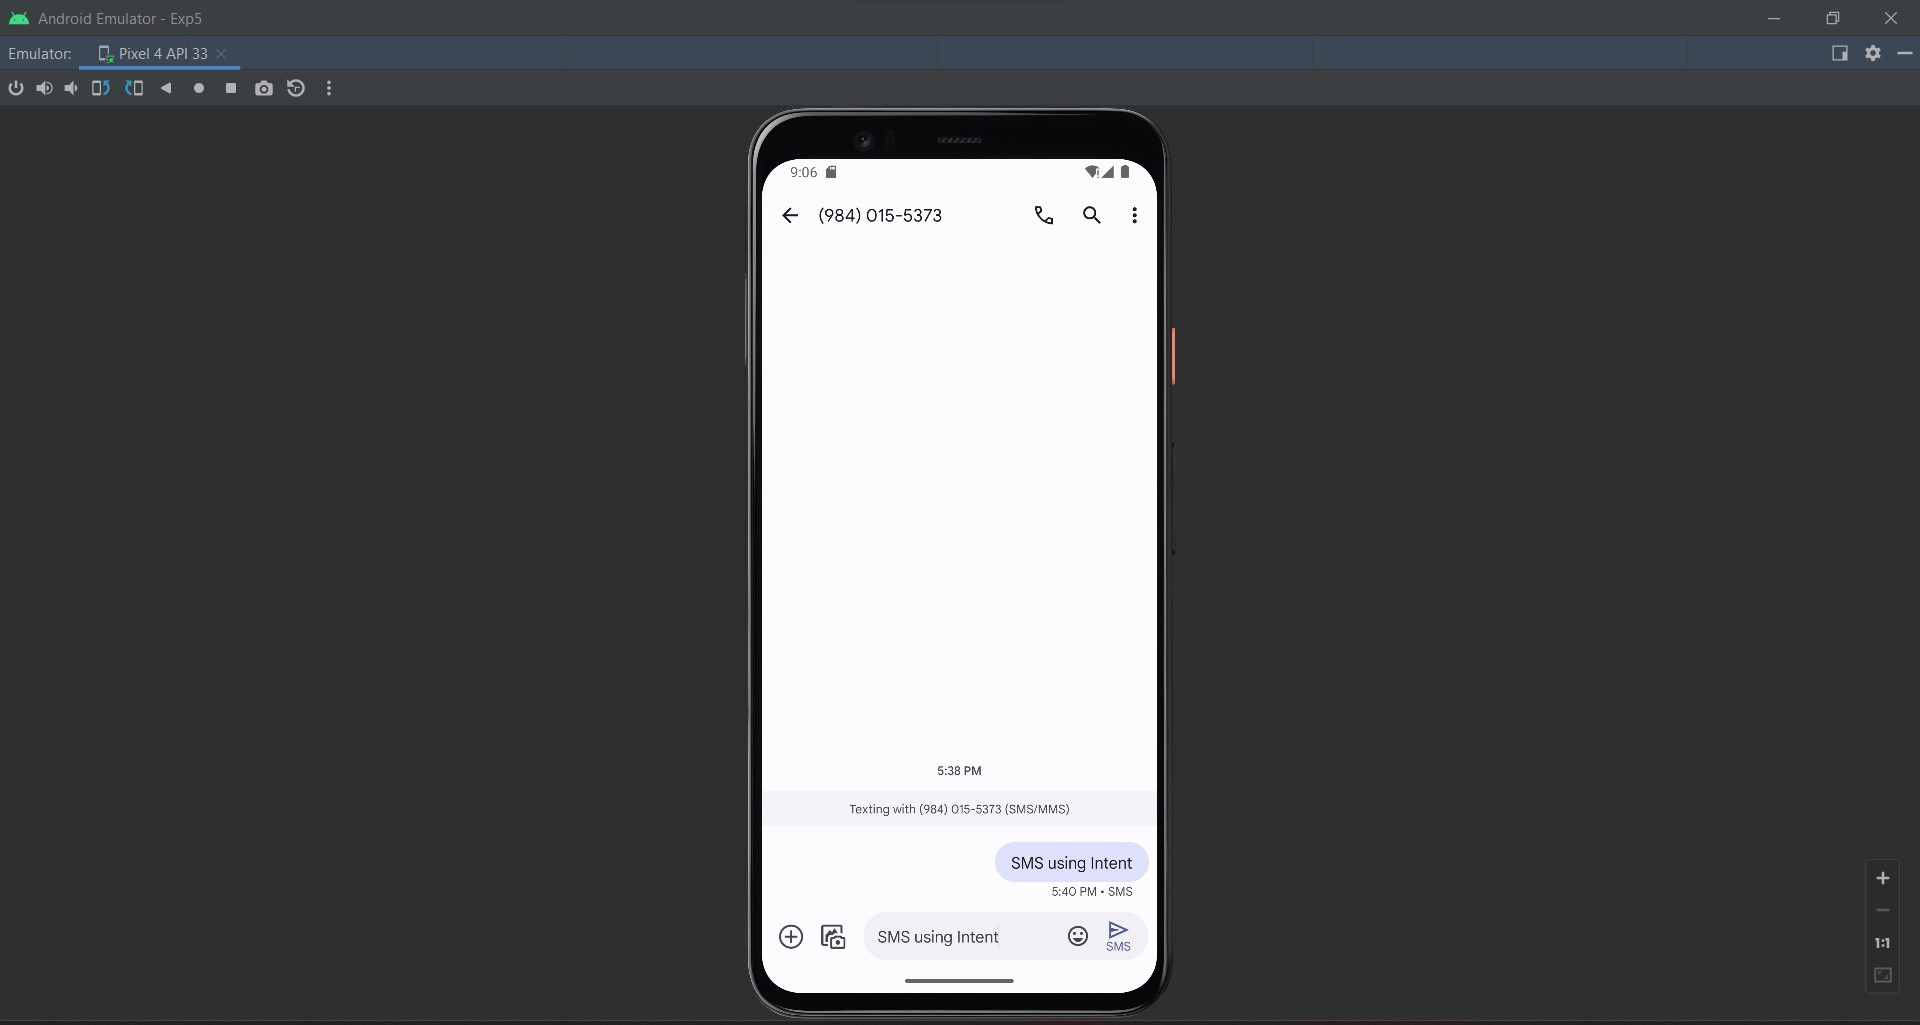 Android Emulator - Exp5
Emulator:
Pixel 4 API 33
9:06
(984) 015-5373
5:38 PM
Texting with (984) 015-5373 (SMS/MMS)
SMS using Intent
5:40 PM • SMS
SMS using Intent
SMS
1:1